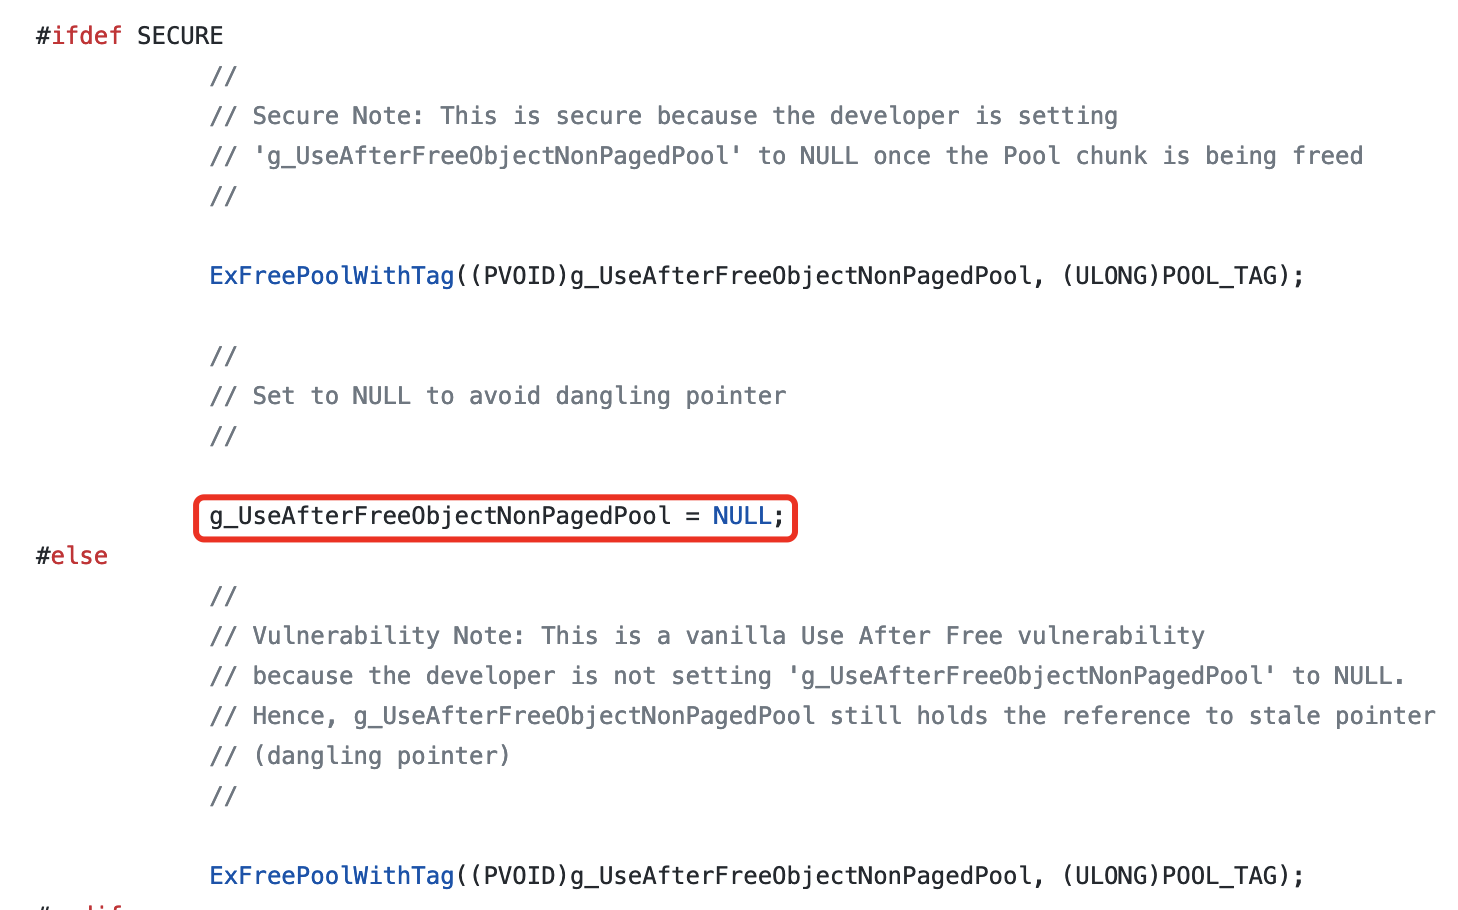 #ifdef SECURE
//
// Secure Note: This is secure because the developer is setting
// 'g_UseAfterFreeObjectNonPagedPool' to NULL once the Pool chunk is being freed
//
ExFreePoolWithTag((PVOID)g_UseAfterFreeObjectNonPagedPool, (ULONG)POOL_TAG);
//
// Set to NULL to avoid dangling pointer
//
g_UseAfterFreeObjectNonPagedPool = NULL;
#else
//
// Vulnerability Note: This is a vanilla Use After Free vulnerability
// because the developer is not setting 'g_UseAfterFreeObjectNonPagedPool' to NULL.
// Hence, g_UseAfterFreeObjectNonPagedPool still holds the reference to stale pointer
// (dangling pointer)
//
ExFreePoolWithTag((PVOID)g_UseAfterFreeObjectNonPagedPool, (ULONG)POOL_TAG);